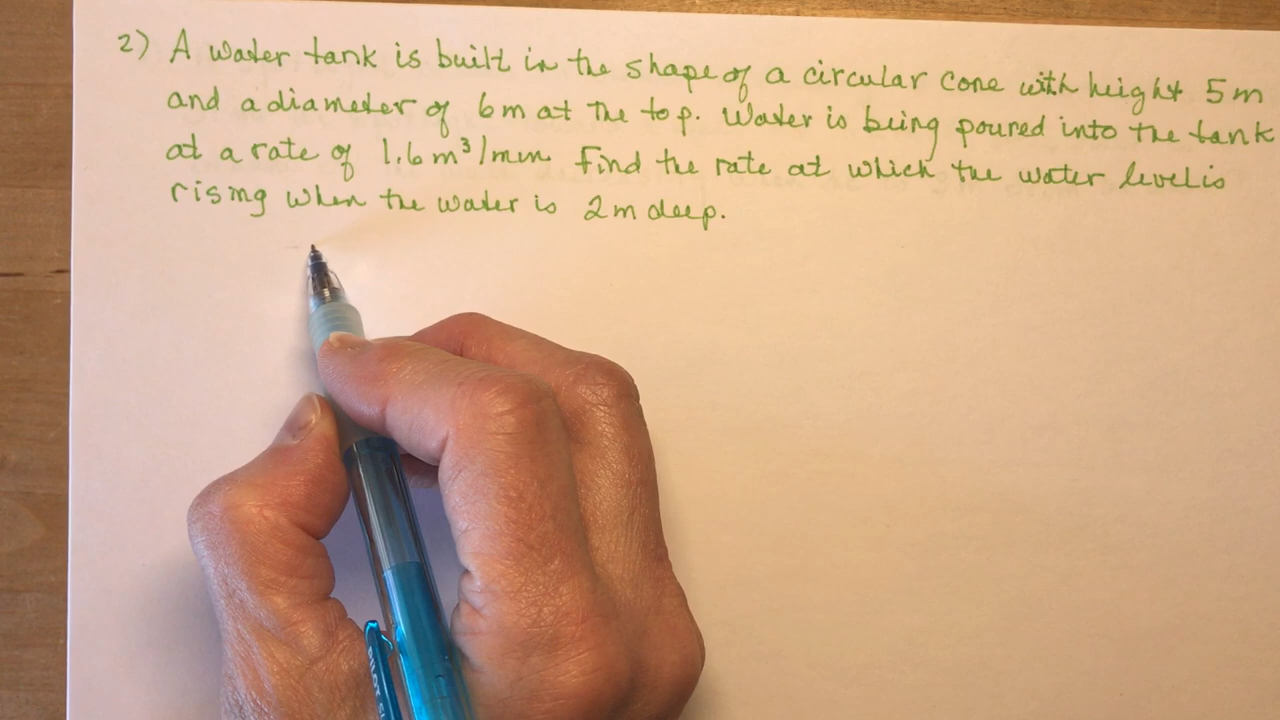 2) A water tank is built in the shape of a circular cone with height 5m
and a diameter of 6m at the top. Water is being poured into the tank
at a rate of 1.6m³/min Find the rate at which the water level is
rising when the water is 2m deep.
PILOT